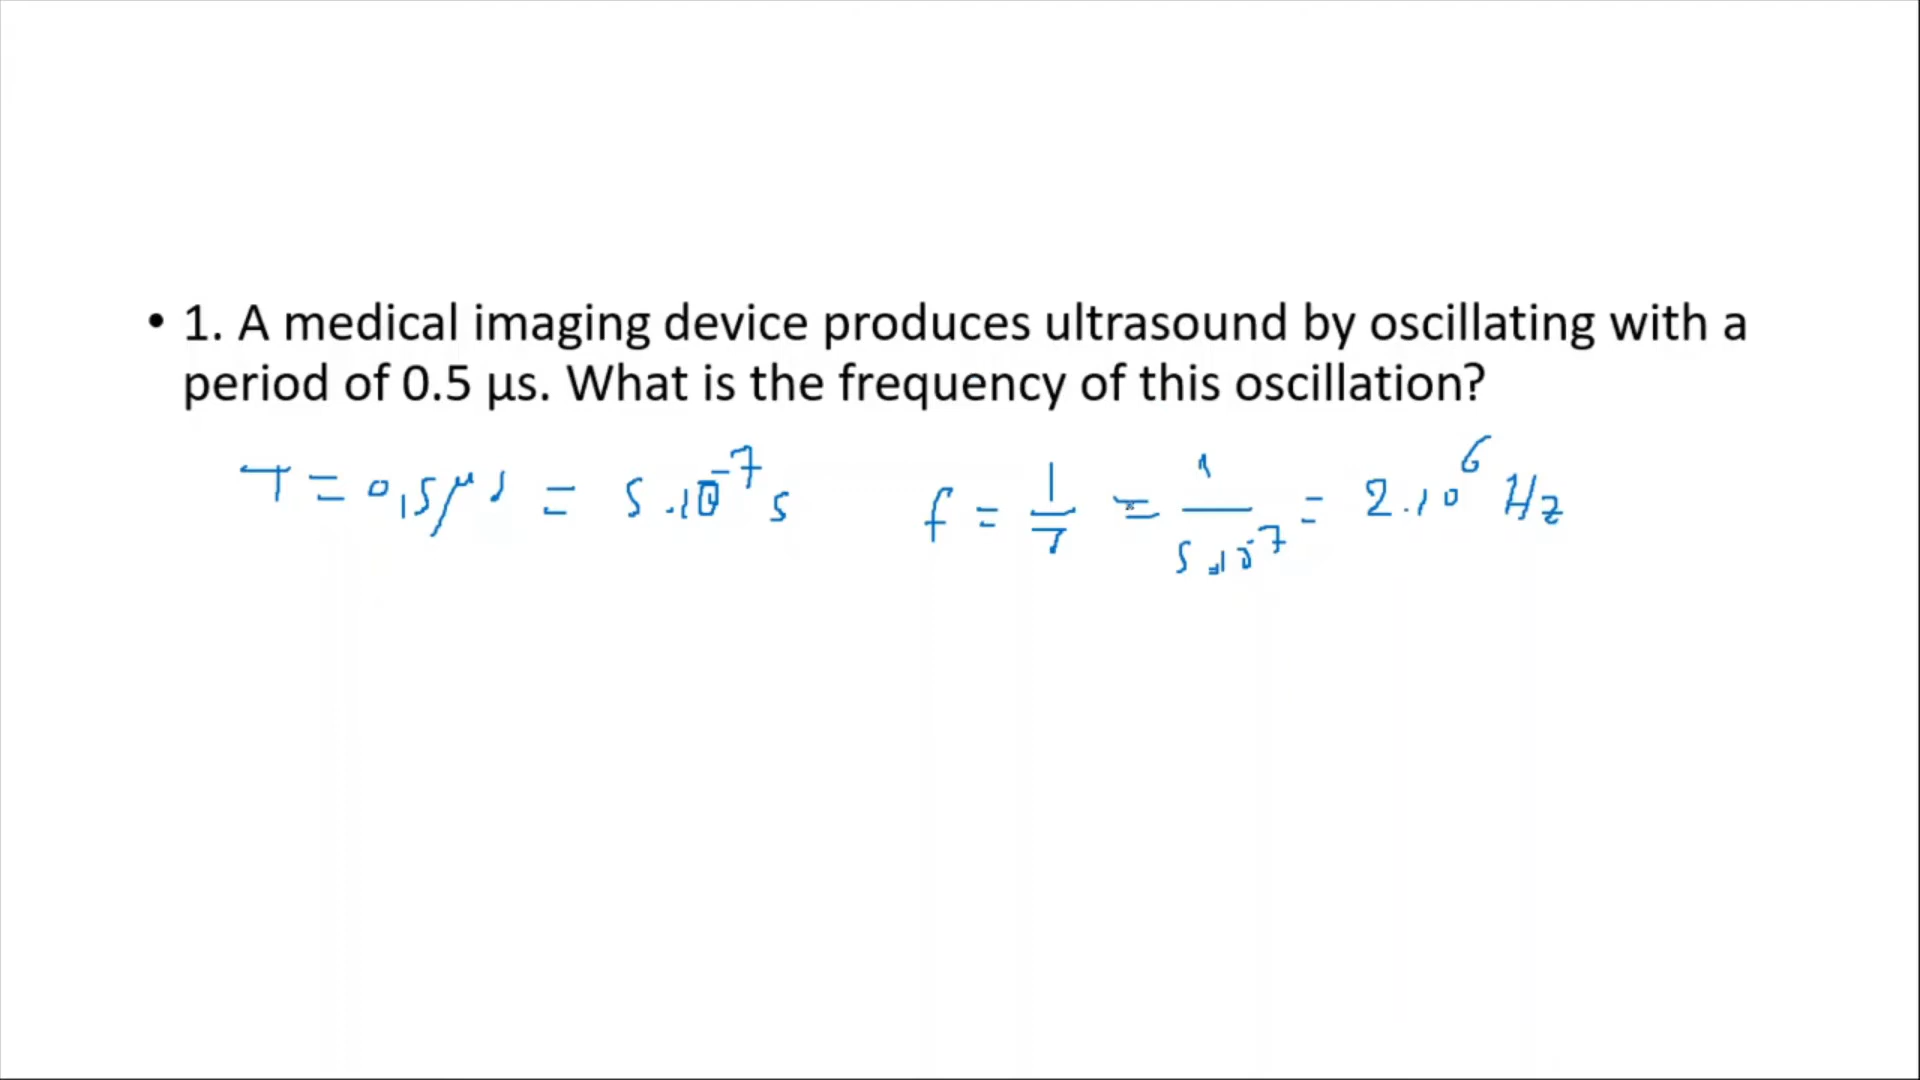 • 1. A medical imaging device produces ultrasound by oscillating with a
period of 0.5 µs. What is the frequency of this oscillation?
T = 0,5 µs = 5.10⁻⁷ s f = 1/T = 1/5.10⁻⁷ = 2.10⁶ Hz